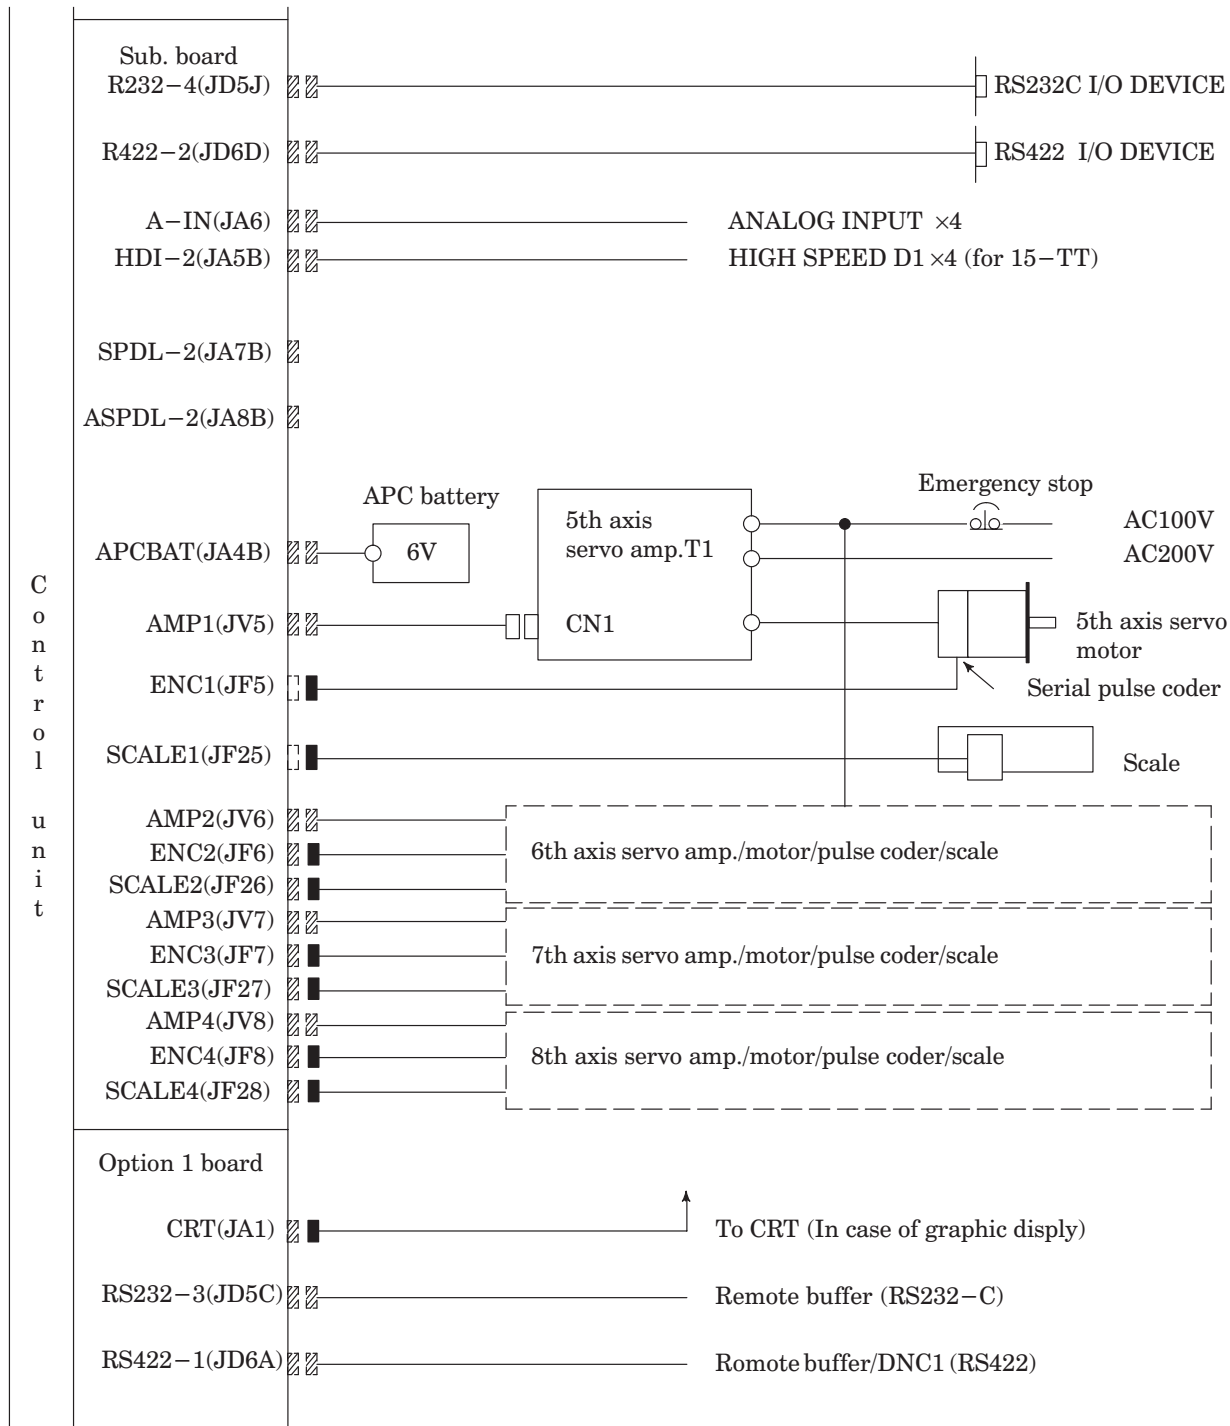 Sub. board
R232−4(JD5J)
RS232C I/O DEVICE
R422−2(JD6D)
RS422 I/O DEVICE
A−IN(JA6)
ANALOG INPUT ×4
HDI−2(JA5B)
HIGH SPEED D1 ×4 (for 15−TT)
SPDL−2(JA7B)
ASPDL−2(JA8B)
APC battery
5th axis
servo amp.T1
Emergency stop
AC100V
APCBAT(JA4B)
6V
AC200V
Control unit
AMP1(JV5)
CN1
5th axis servo
motor
ENC1(JF5)
Serial pulse coder
SCALE1(JF25)
Scale
AMP2(JV6)
ENC2(JF6)
6th axis servo amp./motor/pulse coder/scale
SCALE2(JF26)
AMP3(JV7)
ENC3(JF7)
7th axis servo amp./motor/pulse coder/scale
SCALE3(JF27)
AMP4(JV8)
ENC4(JF8)
8th axis servo amp./motor/pulse coder/scale
SCALE4(JF28)
Option 1 board
CRT(JA1)
To CRT (In case of graphic disply)
RS232−3(JD5C)
Remote buffer (RS232−C)
RS422−1(JD6A)
Romote buffer/DNC1 (RS422)